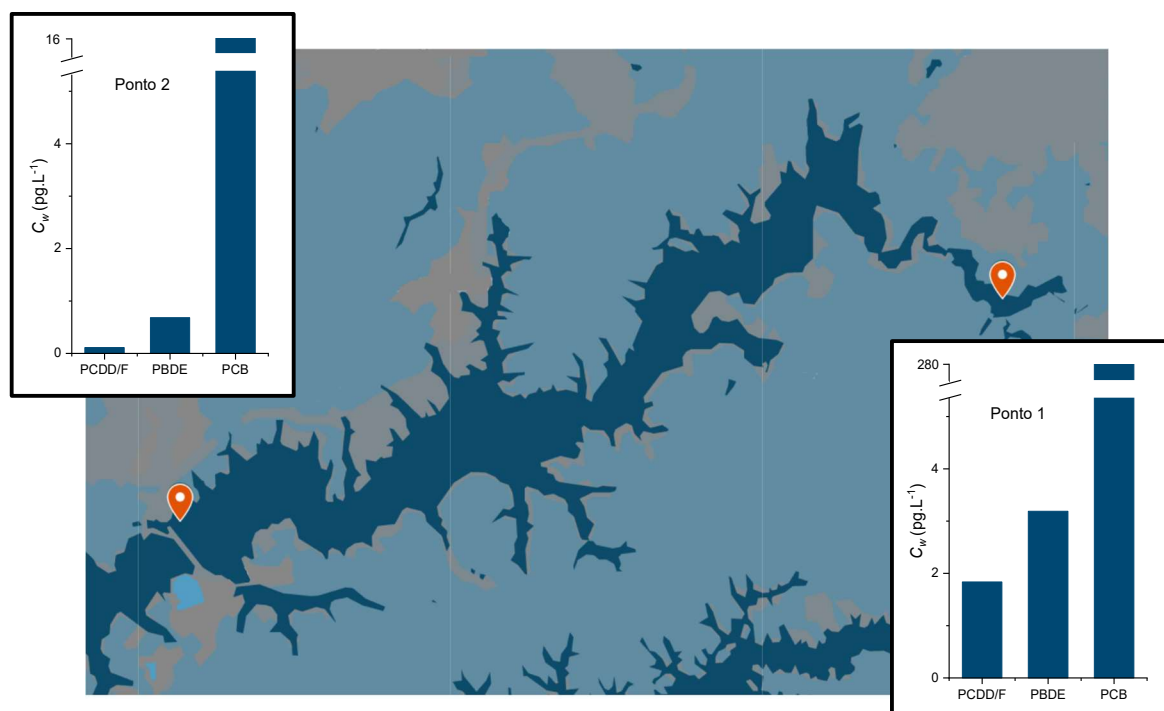 16
Ponto 2
4
C_w (pg.L⁻¹)
2
0
PCDD/F PBDE PCB
280
Ponto 1
4
C_w (pg.L⁻¹)
2
0
PCDD/F PBDE PCB